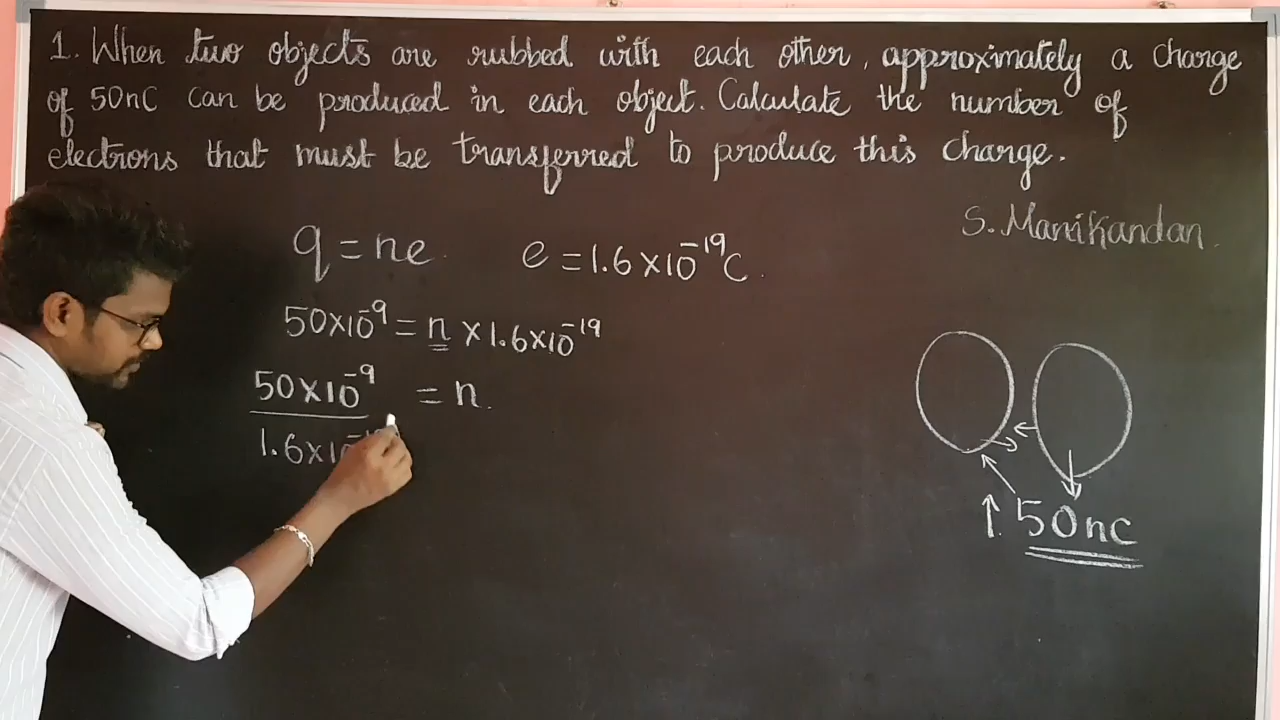 1. When two objects are rubbed with each other, approximately a charge
of 50nC can be produced in each object. Calculate the number of
electrons that must be transferred to produce this charge.
S. Manikandan.
q = ne. e = 1.6 × 10⁻¹⁹C.
50×10⁻⁹ = n × 1.6×10⁻¹⁹
50×10⁻⁹ = n.
1.6×10
50nc